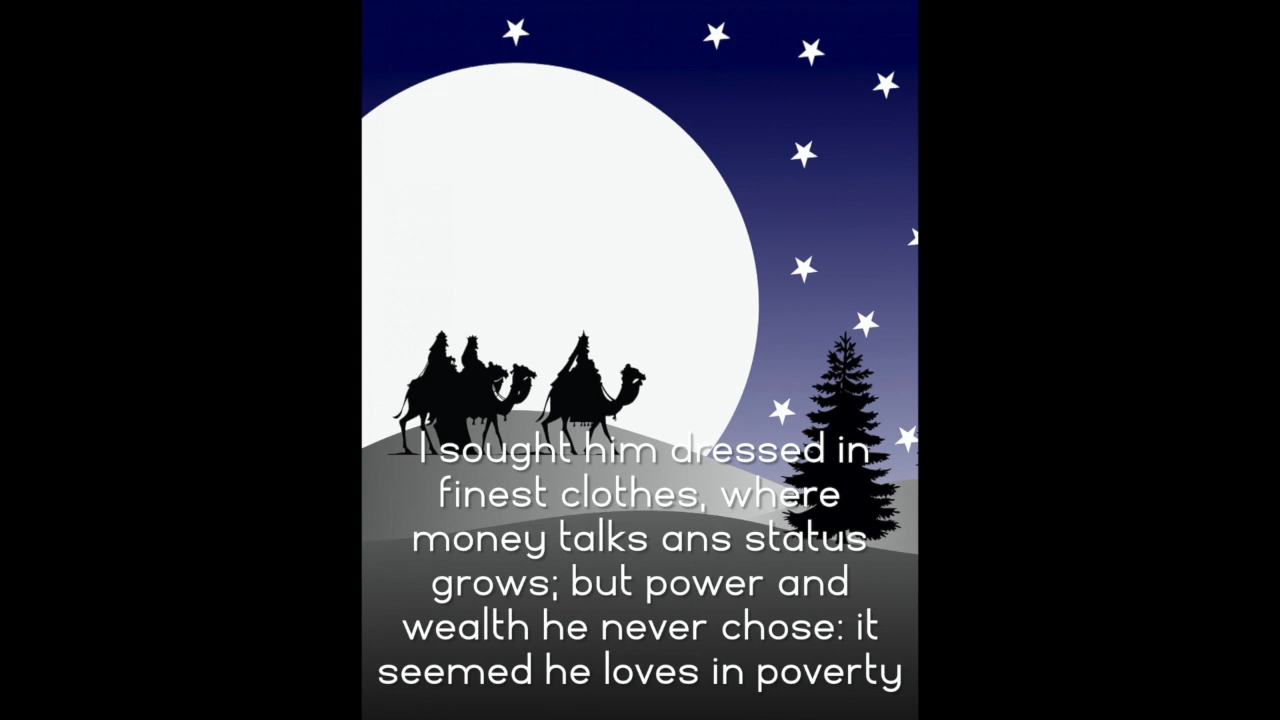 I sought him dressed in
finest clothes, where
money talks ans status
grows; but power and
wealth he never chose: it
seemed he loves in poverty